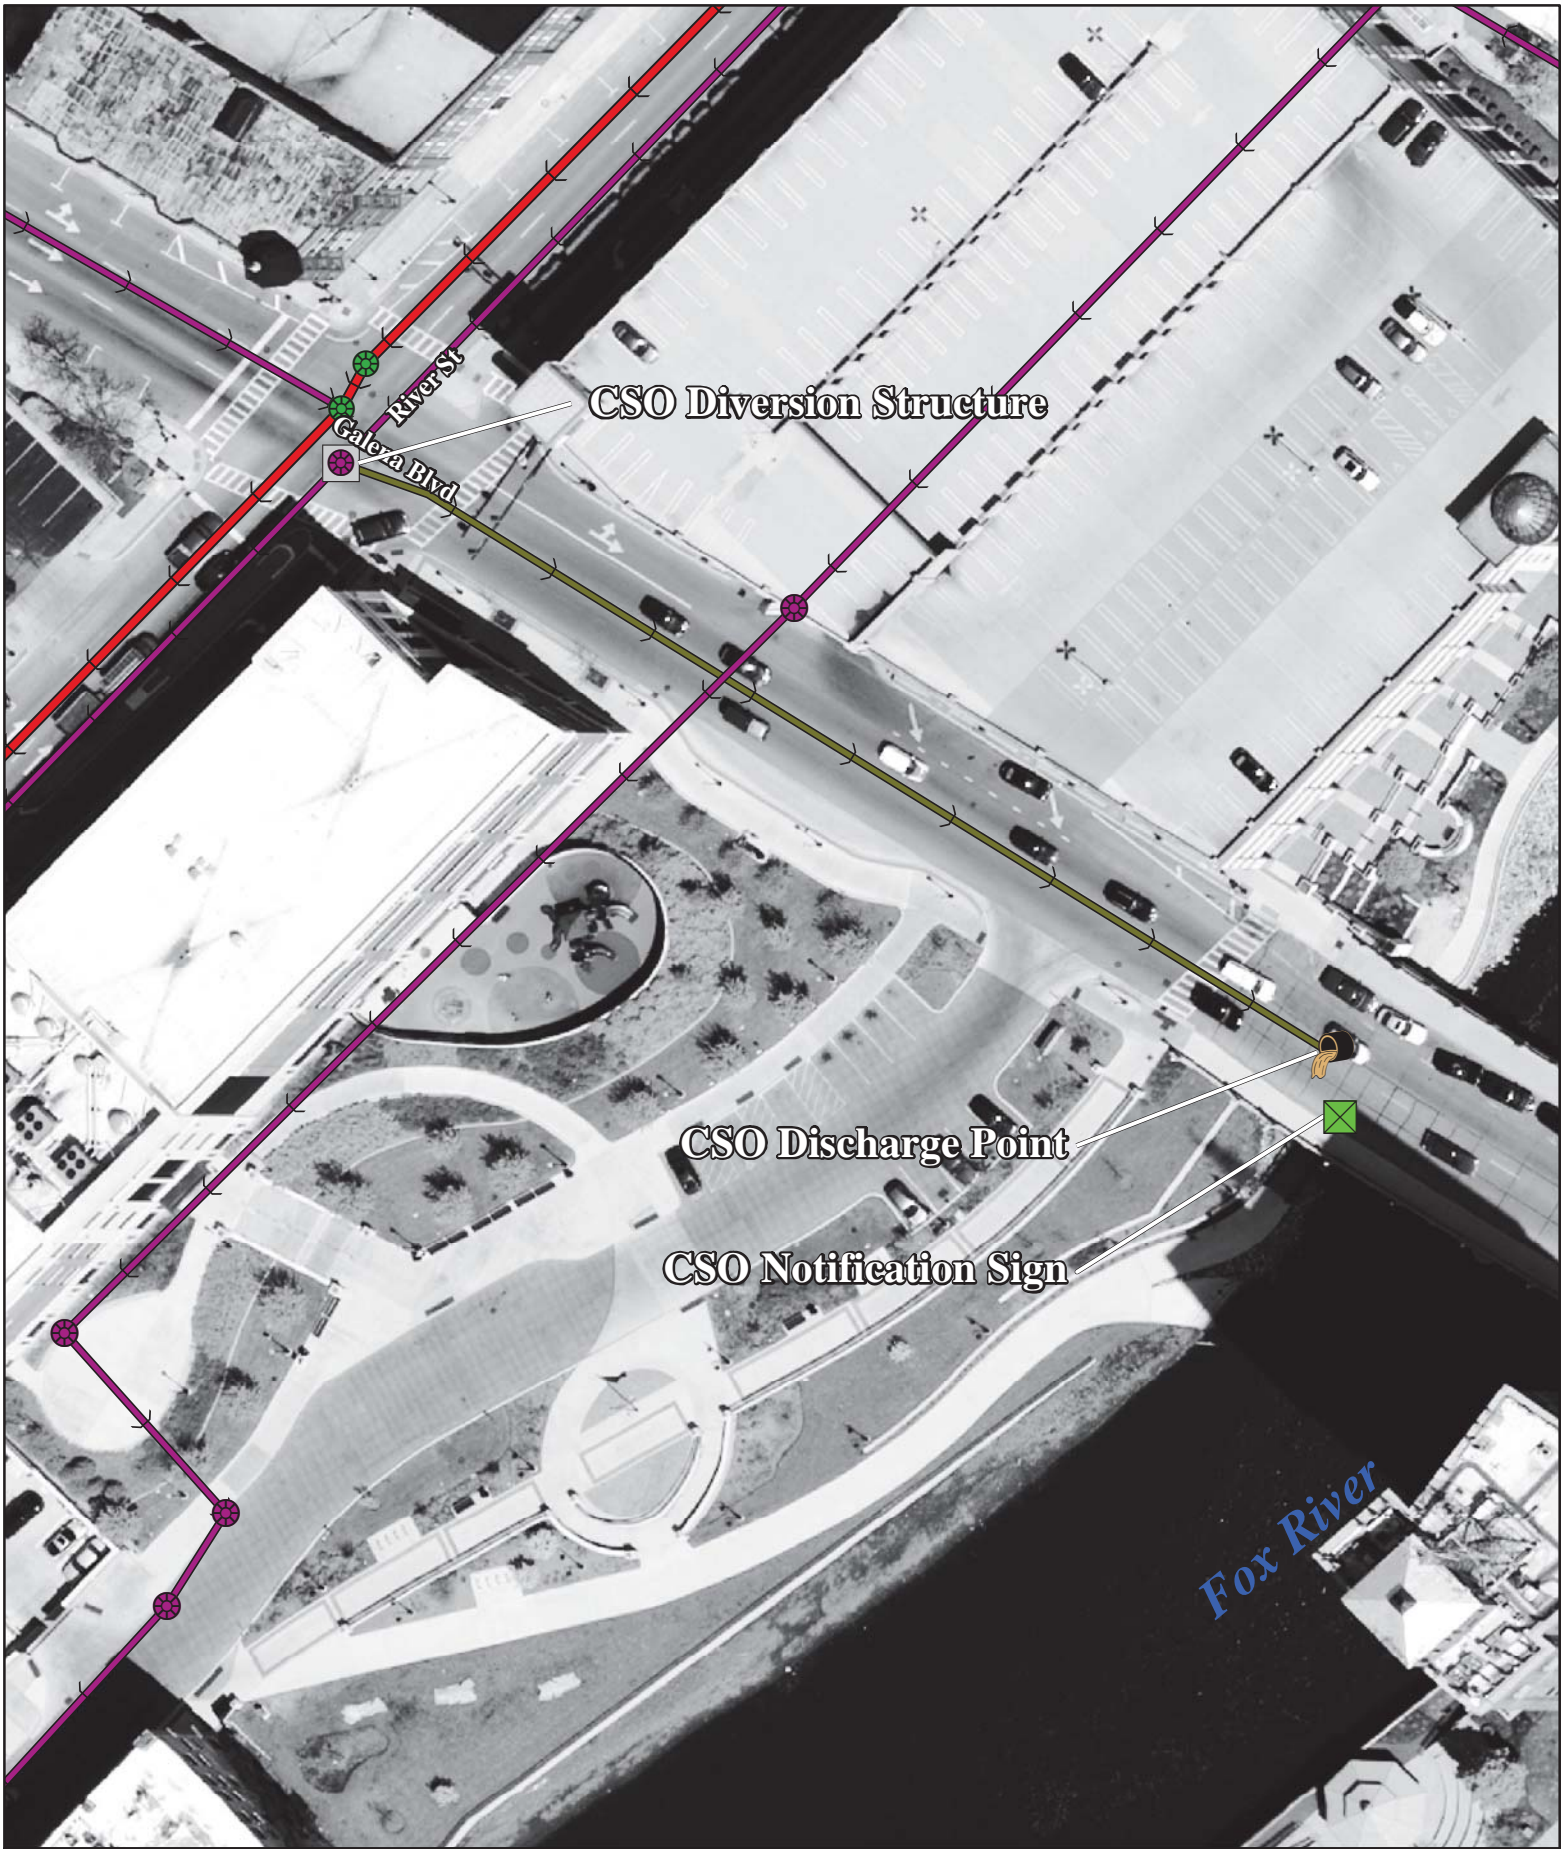 River St
CSO Diversion Structure
Galena Blvd
CSO Discharge Point
CSO Notification Sign
Fox River